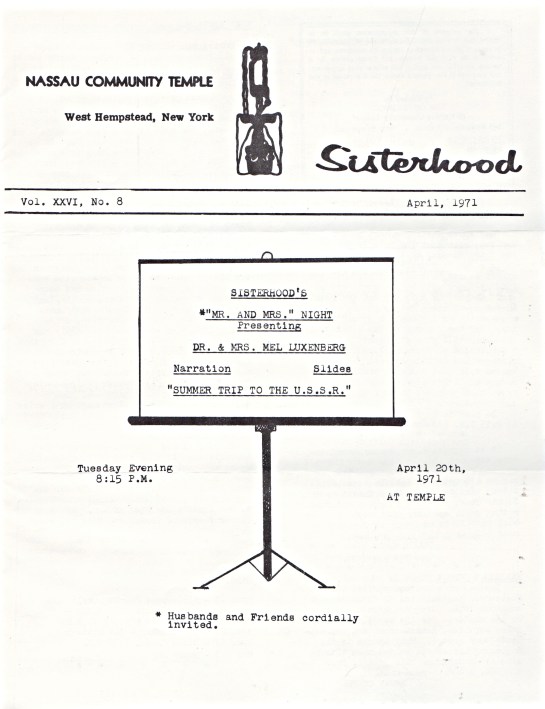 NASSAU COMMUNITY TEMPLE
West Hempstead, New York
Sisterhood
Vol. XXVI, No. 8
April, 1971
SISTERHOOD'S
*"MR. AND MRS." NIGHT
Presenting
DR. & MRS. MEL LUXENBERG
Narration Slides
"SUMMER TRIP TO THE U.S.S.R."
Tuesday Evening
8:15 P.M.
April 20th,
1971
AT TEMPLE
* Husbands and Friends cordially
invited.